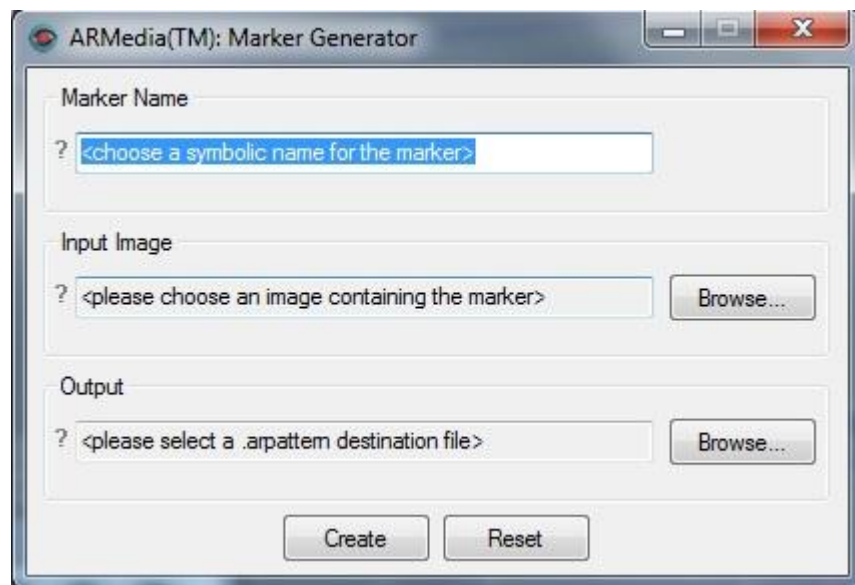 ARMedia(TM): Marker Generator
Marker Name
? <choose a symbolic name for the marker>
Input Image
? <please choose an image containing the marker> Browse...
Output
? <please select a .arpattern destination file> Browse...
Create Reset